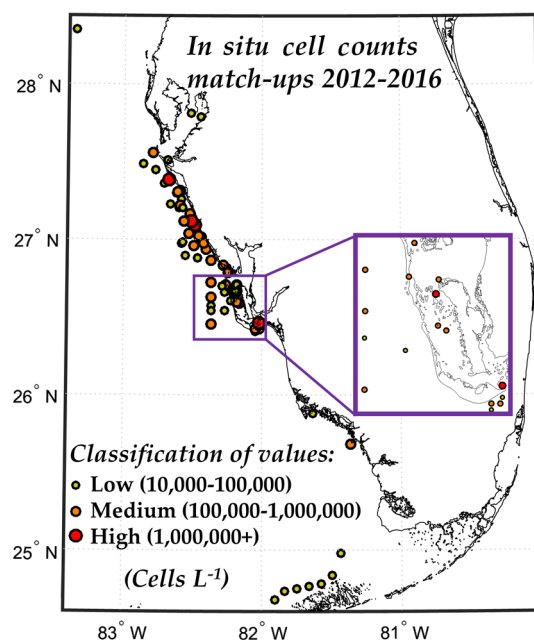 In situ cell counts
match-ups 2012-2016
28° N
27° N
26° N
25° N
Classification of values:
Low (10,000-100,000)
Medium (100,000-1,000,000)
High (1,000,000+)
(Cells L⁻¹)
83° W
82° W
81° W